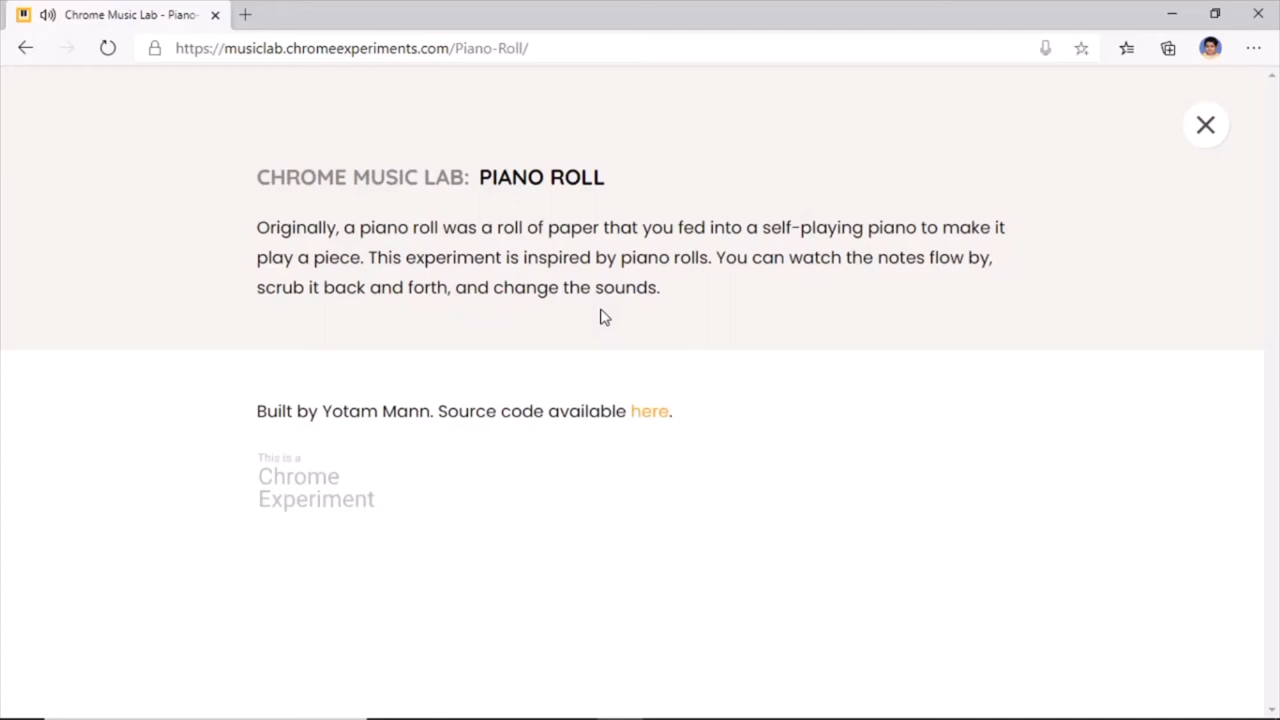 Chrome Music Lab - Piano-
https://musiclab.chromeexperiments.com/Piano-Roll/
CHROME MUSIC LAB: PIANO ROLL
Originally, a piano roll was a roll of paper that you fed into a self-playing piano to make it
play a piece. This experiment is inspired by piano rolls. You can watch the notes flow by,
scrub it back and forth, and change the sounds.
Built by Yotam Mann. Source code available here.
This is a
Chrome
Experiment